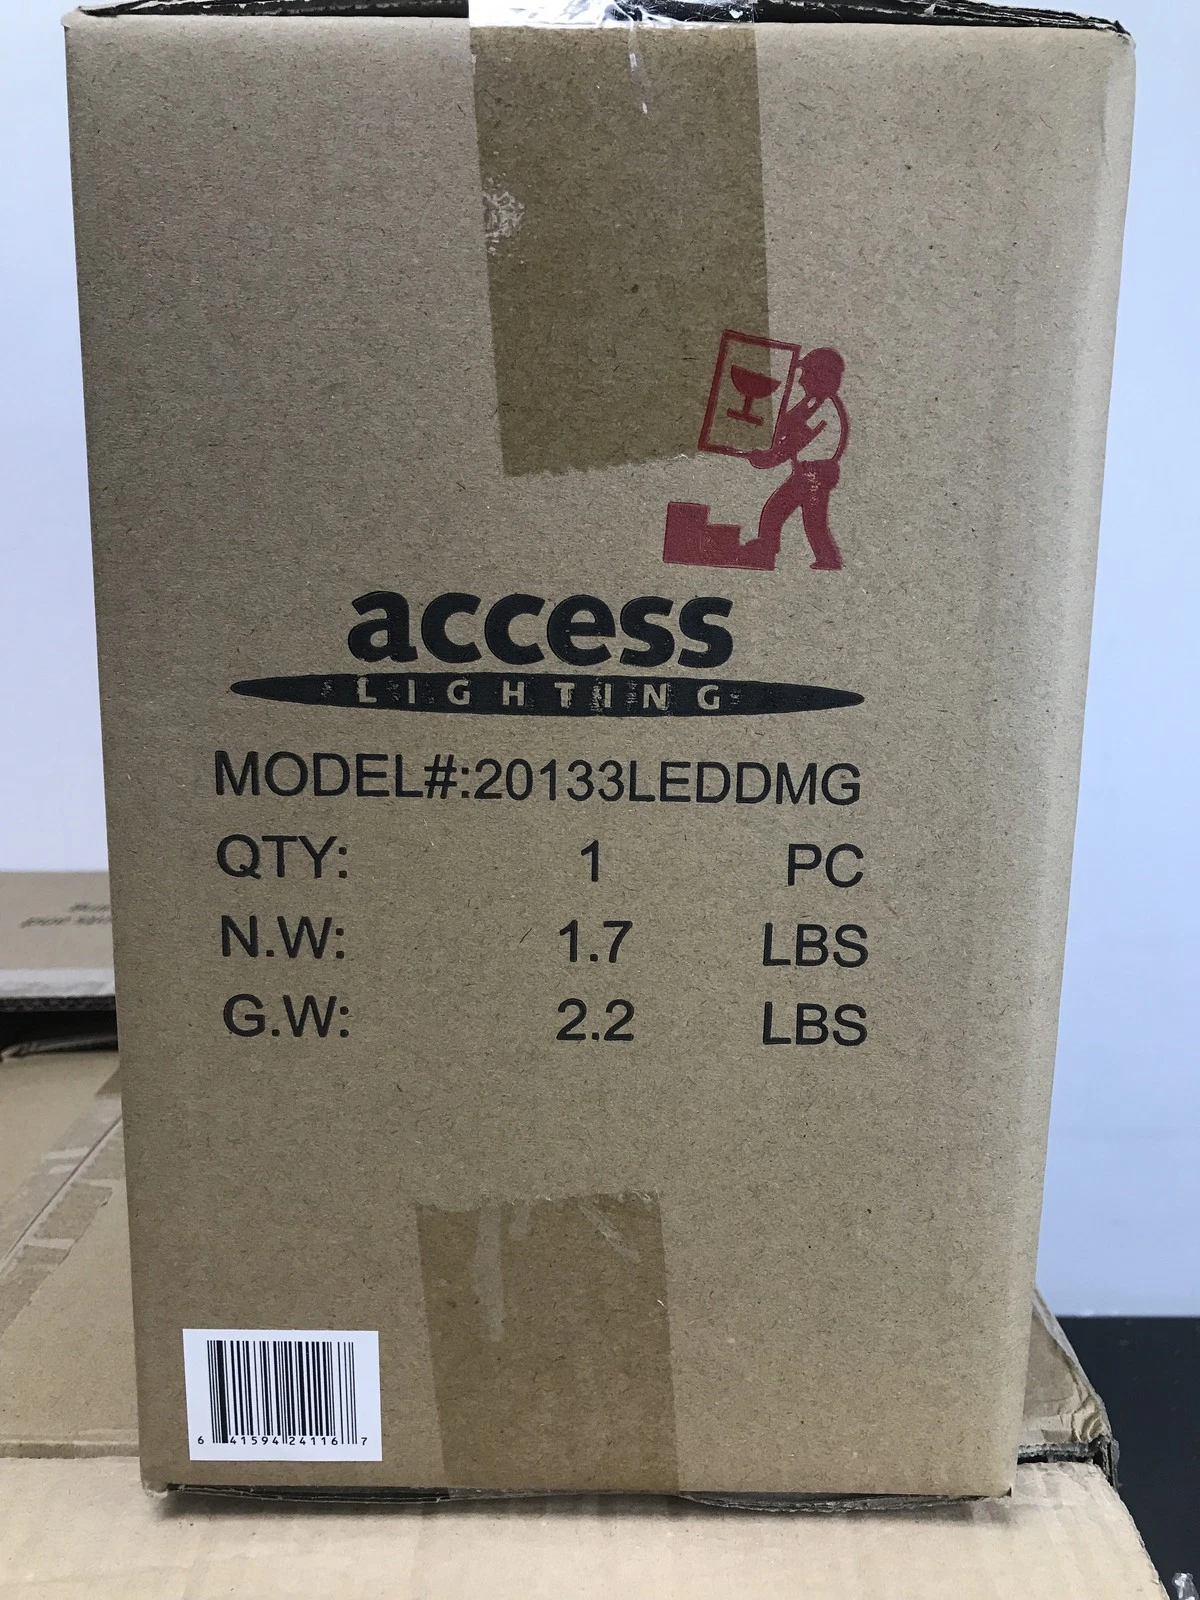 access
LIGHTING
MODEL#:20133LEDDMG
QTY: 1 PC
N.W: 1.7 LBS
G.W: 2.2 LBS
6 41594 24116 7